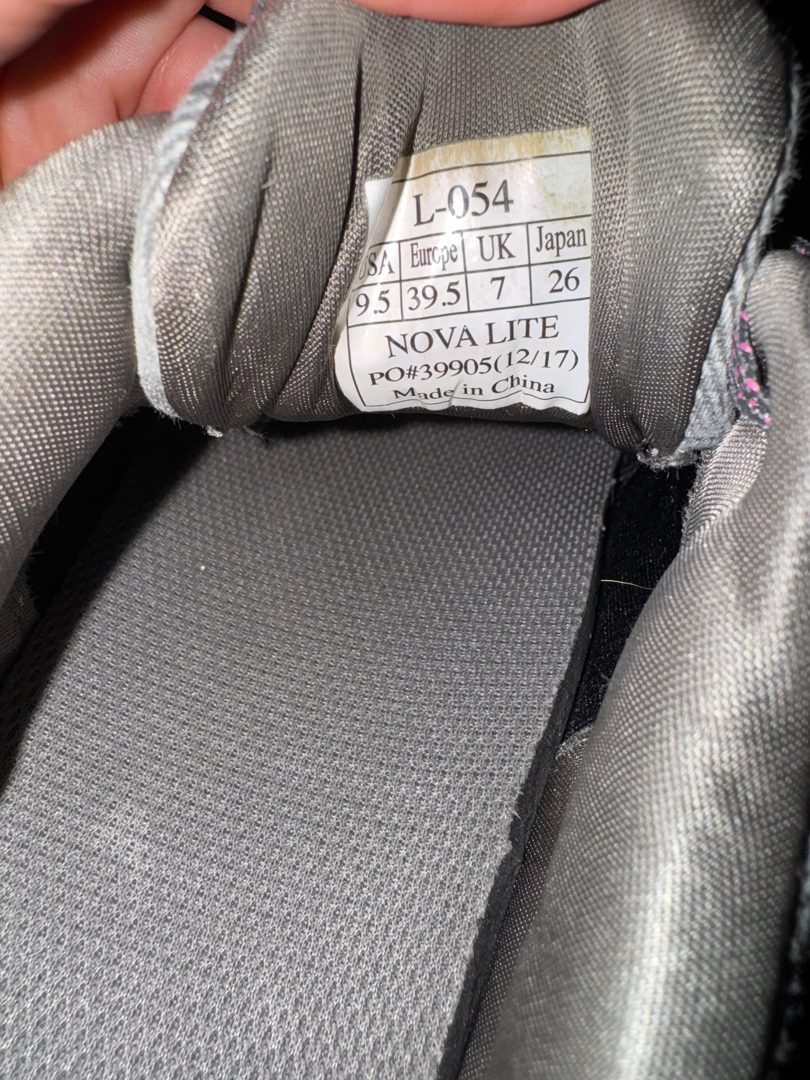 L-054
USA Europe UK Japan
9.5 39.5 7 26
NOVA LITE
PO#39905(12/17)
Made in China